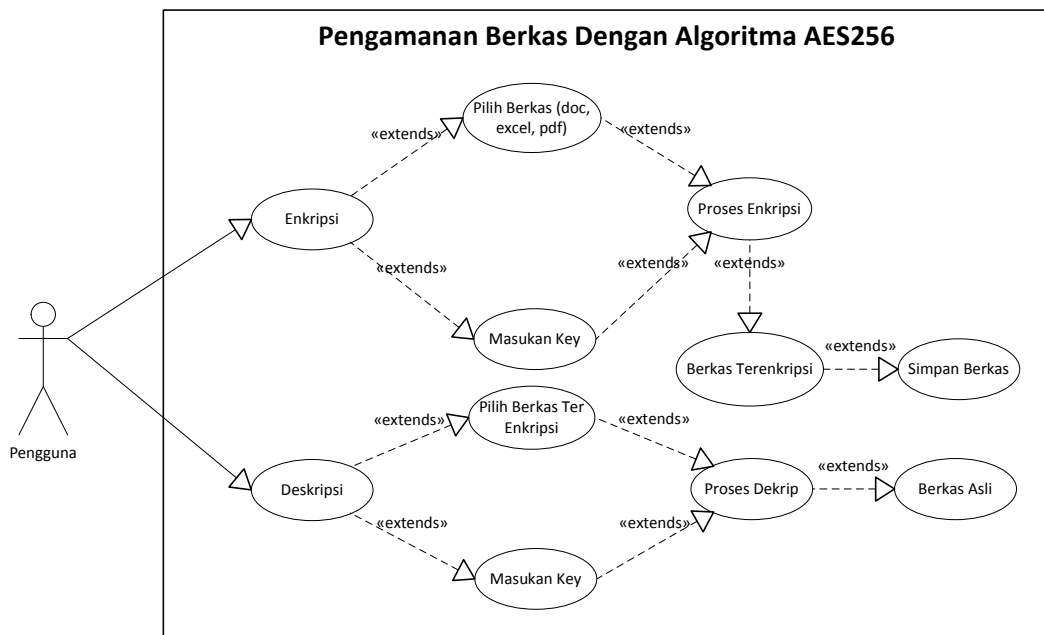 Pengamanan Berkas Dengan Algoritma AES256
Pilih Berkas (doc,
excel, pdf)
«extends»
«extends»
Enkripsi
Proses Enkripsi
«extends»
«extends»
«extends»
Masukan Key
«extends»
Berkas Terenkripsi
Simpan Berkas
Pengguna
Pilih Berkas Ter
Enkripsi
«extends»
«extends»
Deskripsi
Proses Dekrip
«extends»
Berkas Asli
«extends»
«extends»
Masukan Key